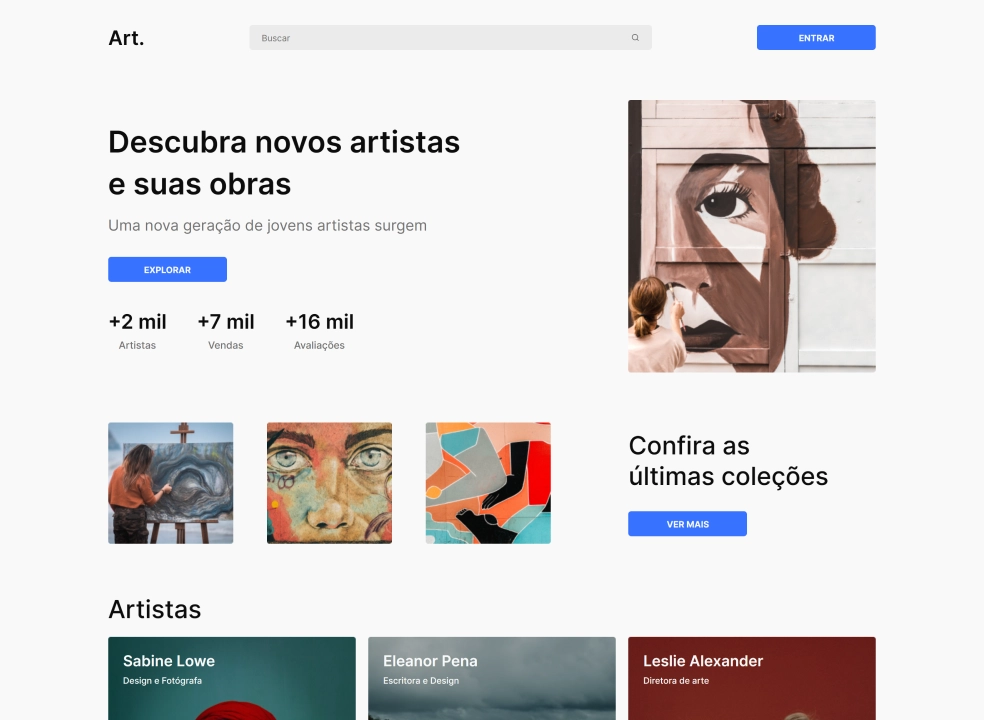 Art.
Buscar
ENTRAR
Descubra novos artistas
e suas obras
Uma nova geração de jovens artistas surgem
EXPLORAR
+2 mil
+7 mil
+16 mil
Artistas
Vendas
Avaliações
Confira as
últimas coleções
VER MAIS
Artistas
Sabine Lowe
Design e Fotógrafa
Eleanor Pena
Escritora e Design
Leslie Alexander
Diretora de arte